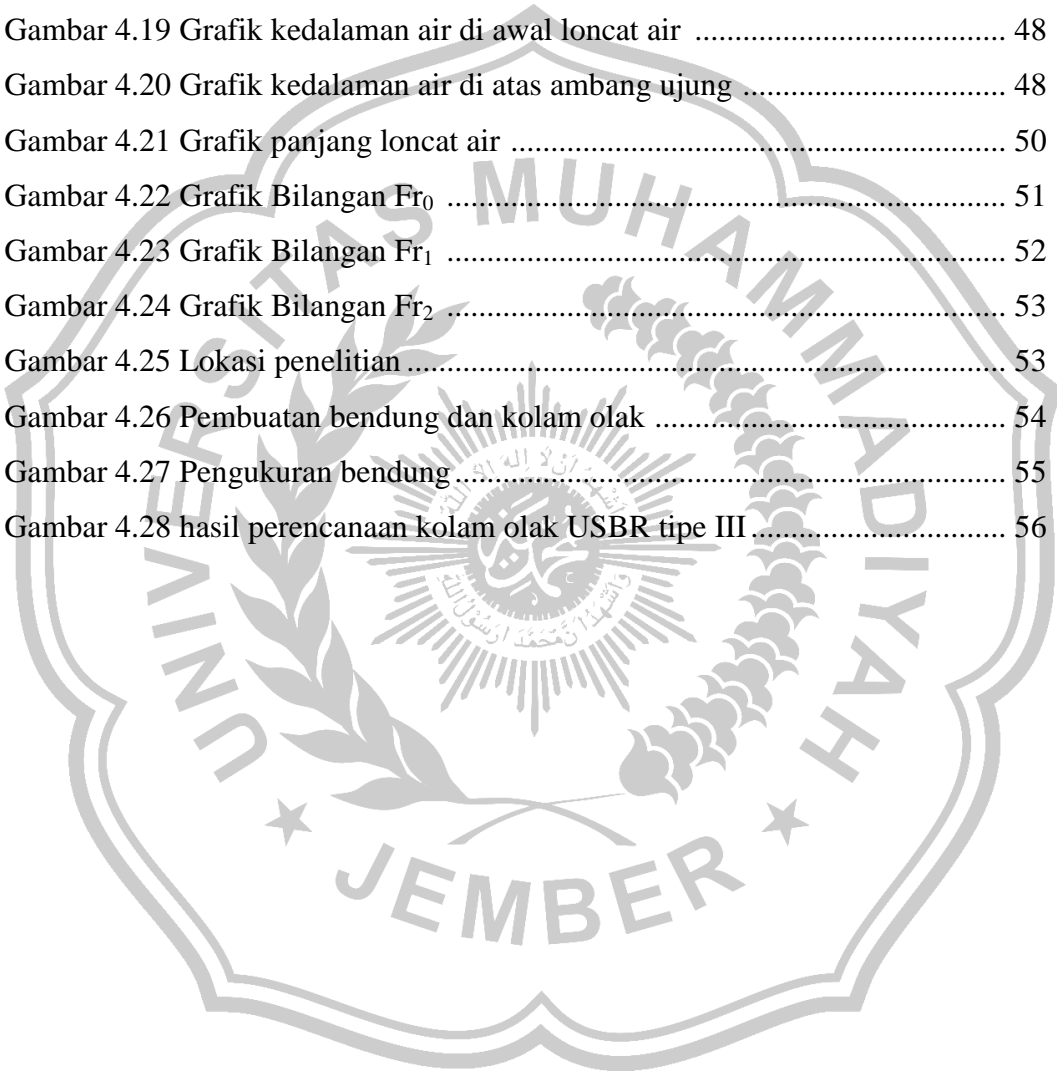 Gambar 4.19 Grafik kedalaman air di awal loncat air ................................... 48
Gambar 4.20 Grafik kedalaman air di atas ambang ujung .............................. 48
Gambar 4.21 Grafik panjang loncat air ......................................................... 50
Gambar 4.22 Grafik Bilangan Fr₀ ................................................................. 51
Gambar 4.23 Grafik Bilangan Fr₁ ................................................................. 52
Gambar 4.24 Grafik Bilangan Fr₂ ................................................................. 53
Gambar 4.25 Lokasi penelitian ..................................................................... 53
Gambar 4.26 Pembuatan bendung dan kolam olak ........................................ 54
Gambar 4.27 Pengukuran bendung ............................................................... 55
Gambar 4.28 hasil perencanaan kolam olak USBR tipe III ............................. 56
UNIVERSITAS MUHAMMADIYAH
JEMBER